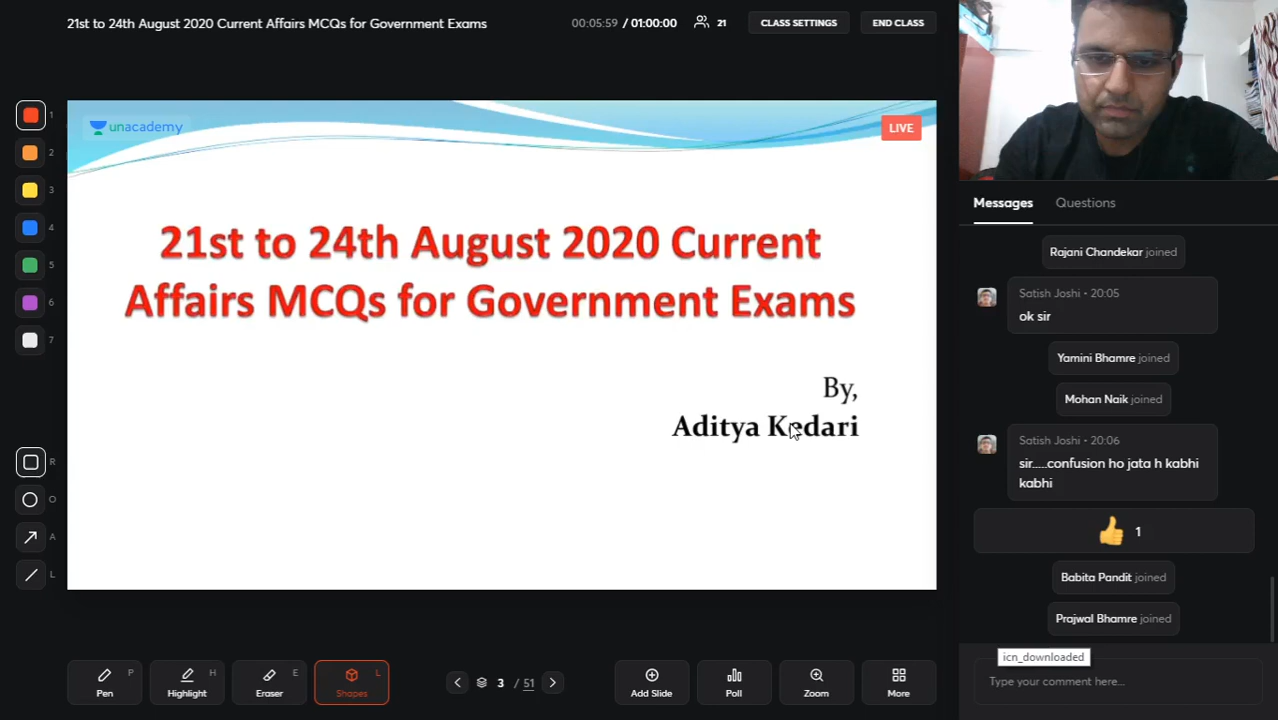 21st to 24th August 2020 Current Affairs MCQs for Government Exams
00:05:59 / 01:00:00
21
CLASS SETTINGS
END CLASS
unacademy
LIVE
21st to 24th August 2020 Current
Affairs MCQs for Government Exams
By,
Aditya Kedari
1
2
3
4
5
6
7
R
O
A
L
Messages
Questions
Rajani Chandekar joined
Satish Joshi • 20:05
ok sir
Yamini Bhamre joined
Mohan Naik joined
Satish Joshi • 20:06
sir.....confusion ho jata h kabhi
kabhi
👍 1
Babita Pandit joined
Prajwal Bhamre joined
icn_downloaded
Type your comment here...
Pen
P
Highlight
H
Eraser
E
Shapes
L
3 / 51
Add Slide
Poll
Zoom
More